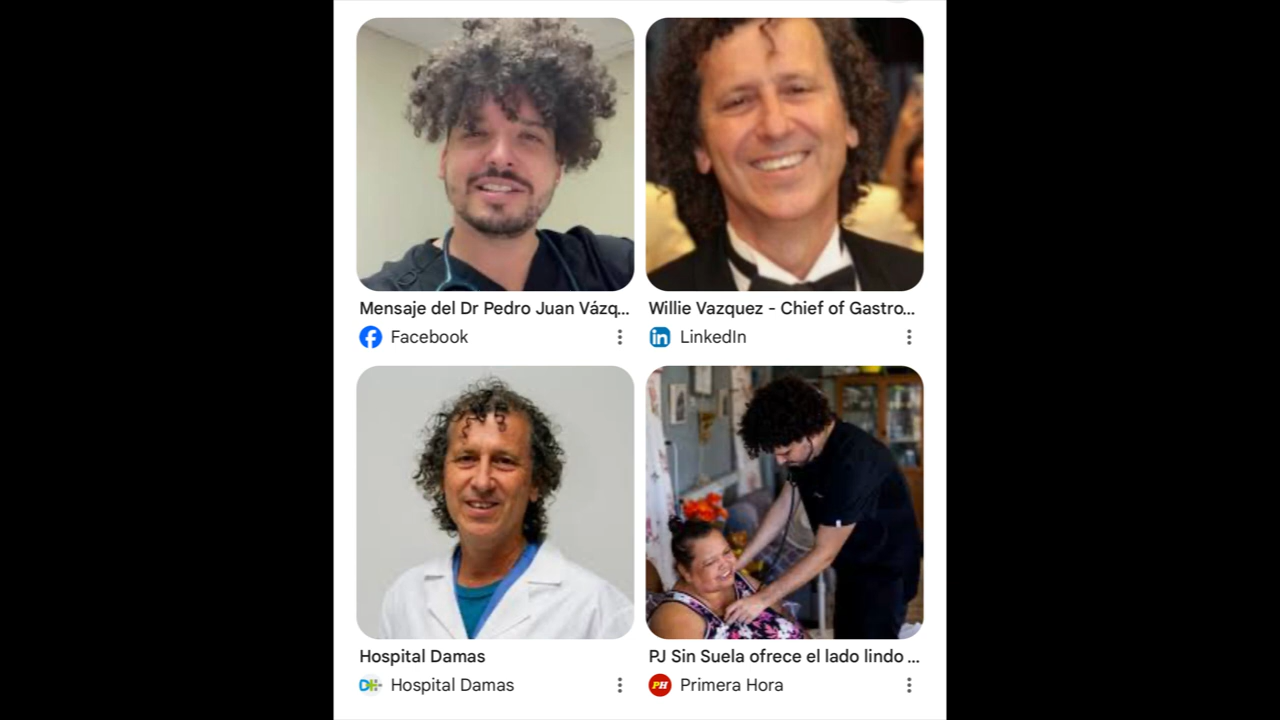 Mensaje del Dr Pedro Juan Vázq...
Facebook
Willie Vazquez - Chief of Gastro...
LinkedIn
Hospital Damas
Hospital Damas
PJ Sin Suela ofrece el lado lindo ...
PH
Primera Hora